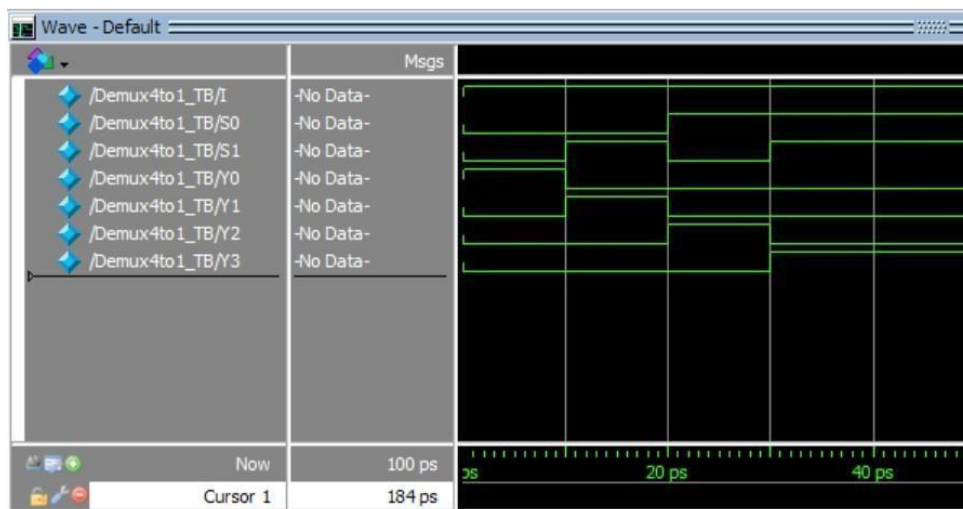 Wave - Default
Msgs
/Demux4to1_TB/I -No Data-
/Demux4to1_TB/S0 -No Data-
/Demux4to1_TB/S1 -No Data-
/Demux4to1_TB/Y0 -No Data-
/Demux4to1_TB/Y1 -No Data-
/Demux4to1_TB/Y2 -No Data-
/Demux4to1_TB/Y3 -No Data-
Now 100 ps ps 20 ps 40 ps
Cursor 1 184 ps